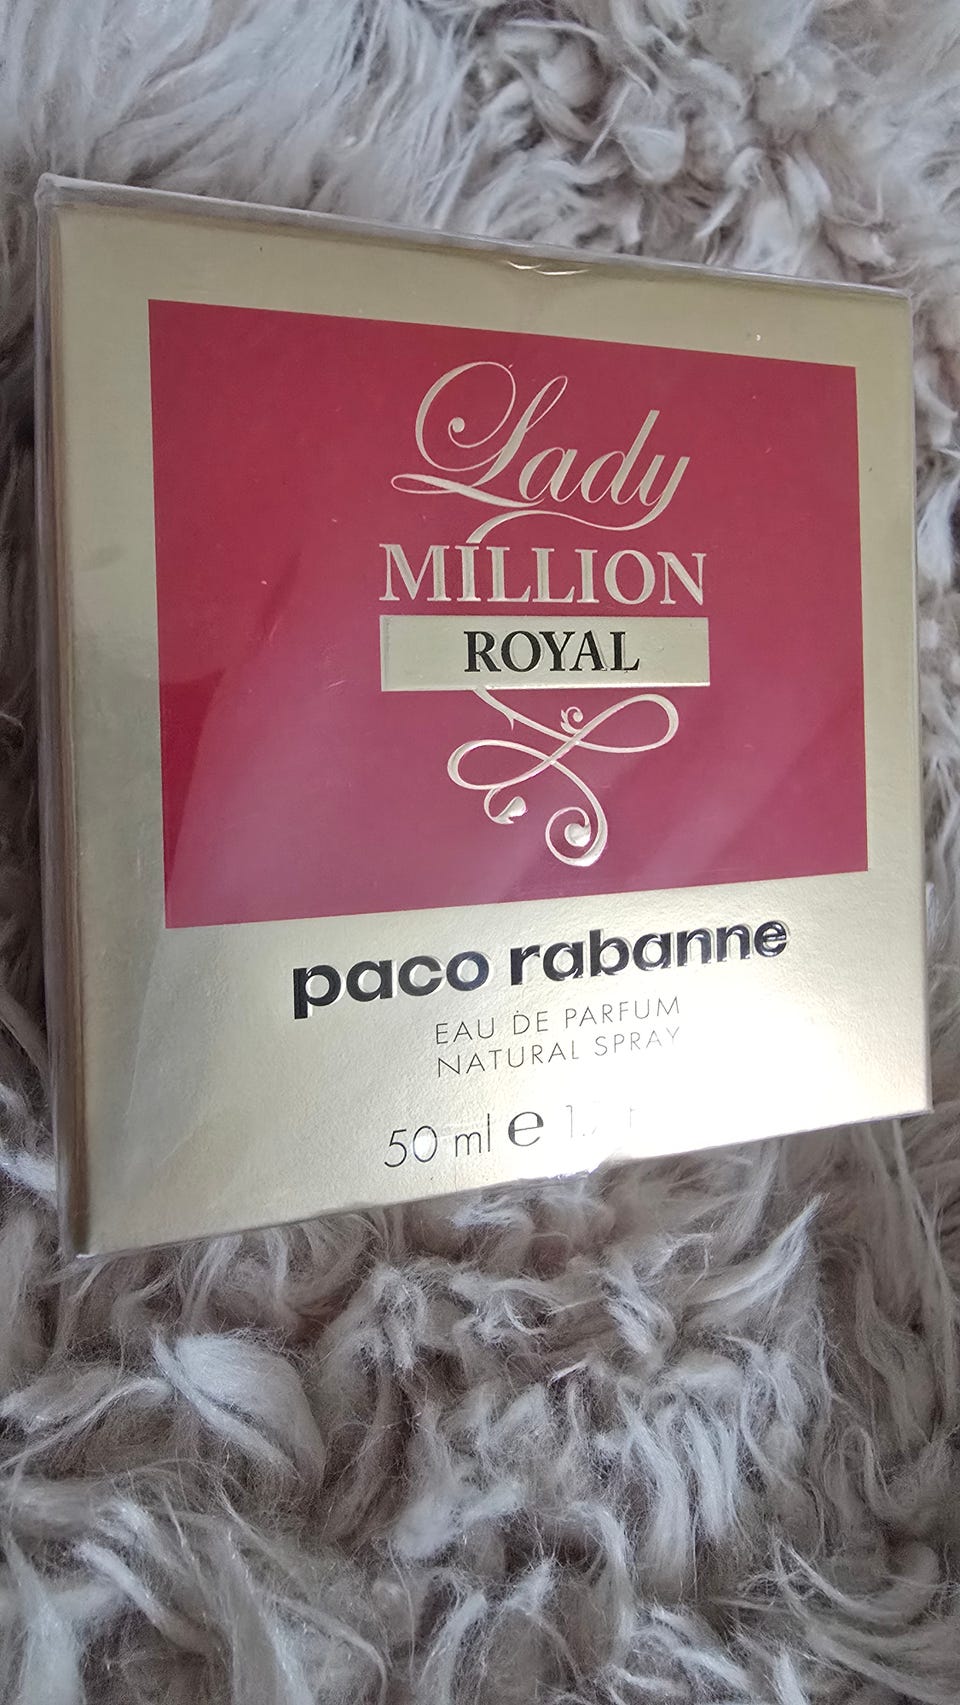 Lady
MILLION
ROYAL
paco rabanne
EAU DE PARFUM
NATURAL SPRAY
50 ml ℮